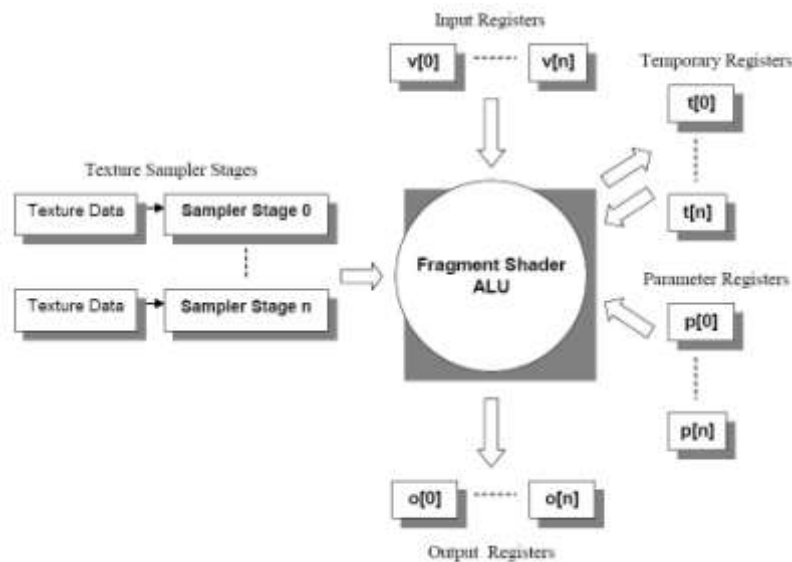 Input Registers
v[0]
v[n]
Temporary Registers
t[0]
t[n]
Texture Sampler Stages
Texture Data
Sampler Stage 0
Texture Data
Sampler Stage n
Fragment Shader
ALU
Parameter Registers
p[0]
p[n]
o[0]
o[n]
Output Registers